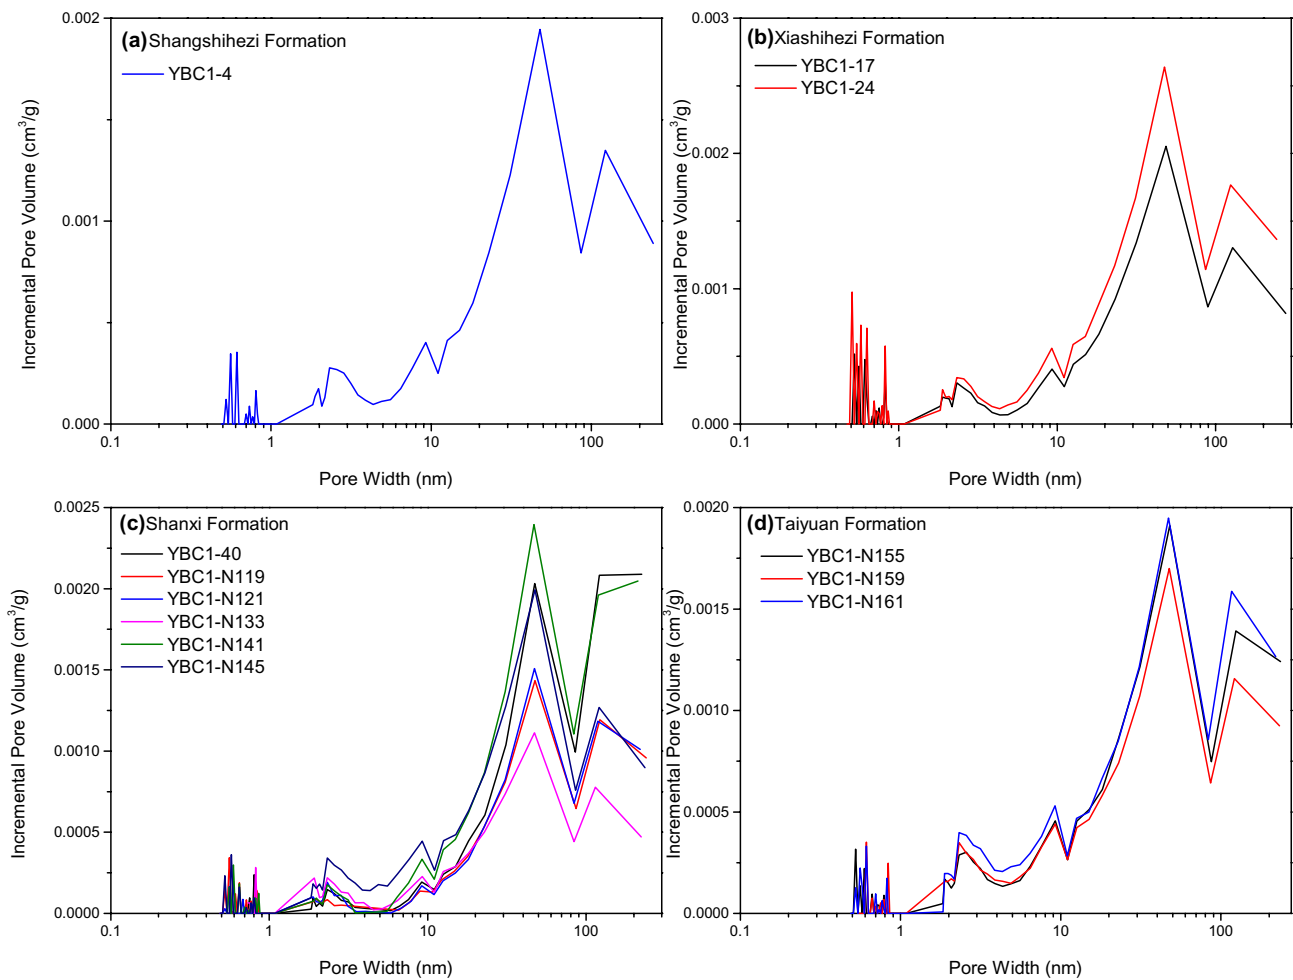 (a)Shangshihezi Formation
YBC1-4
Incremental Pore Volume (cm³/g)
0.002
0.001
0.000
0.1
1
10
100
Pore Width (nm)
(b)Xiashihezi Formation
YBC1-17
YBC1-24
Incremental Pore Volume (cm³/g)
0.003
0.002
0.001
0.000
0.1
1
10
100
Pore Width (nm)
(c)Shanxi Formation
YBC1-40
YBC1-N119
YBC1-N121
YBC1-N133
YBC1-N141
YBC1-N145
Incremental Pore Volume (cm³/g)
0.0025
0.0020
0.0015
0.0010
0.0005
0.0000
0.1
1
10
100
Pore Width (nm)
(d)Taiyuan Formation
YBC1-N155
YBC1-N159
YBC1-N161
Incremental Pore Volume (cm³/g)
0.0020
0.0015
0.0010
0.0005
0.0000
0.1
1
10
100
Pore Width (nm)